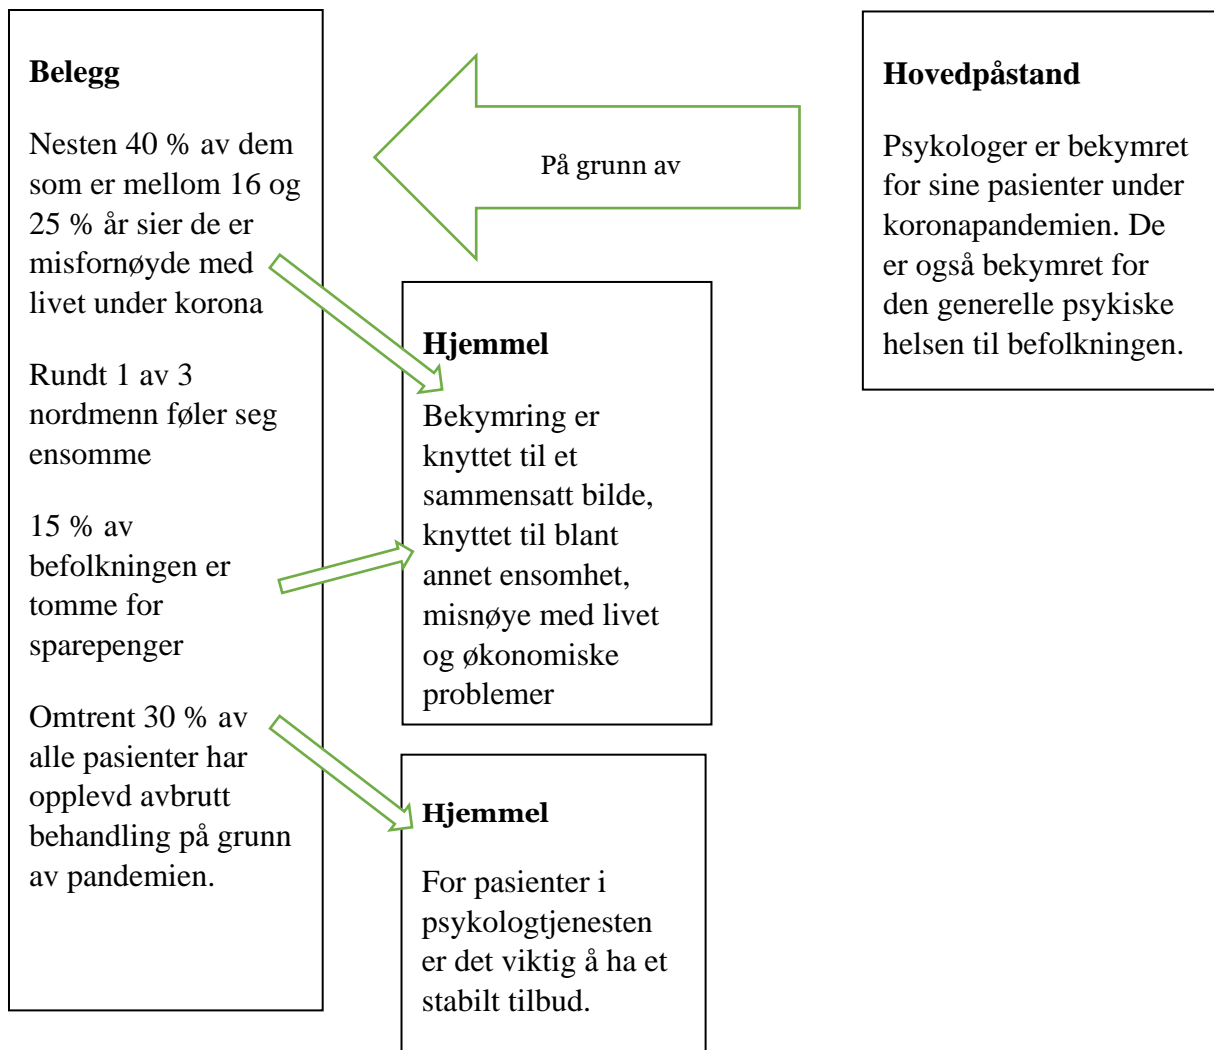 Belegg
Nesten 40 % av dem
som er mellom 16 og
25 % år sier de er
misfornøyde med
livet under korona
Rundt 1 av 3
nordmenn føler seg
ensomme
15 % av
befolkningen er
tomme for
sparepenger
Omtrent 30 % av
alle pasienter har
opplevd avbrutt
behandling på grunn
av pandemien.
På grunn av
Hjemmel
Bekymring er
knyttet til et
sammensatt bilde,
knyttet til blant
annet ensomhet,
misnøye med livet
og økonomiske
problemer
Hjemmel
For pasienter i
psykologtjenesten
er det viktig å ha et
stabilt tilbud.
Hovedpåstand
Psykologer er bekymret
for sine pasienter under
koronapandemien. De
er også bekymret for
den generelle psykiske
helsen til befolkningen.